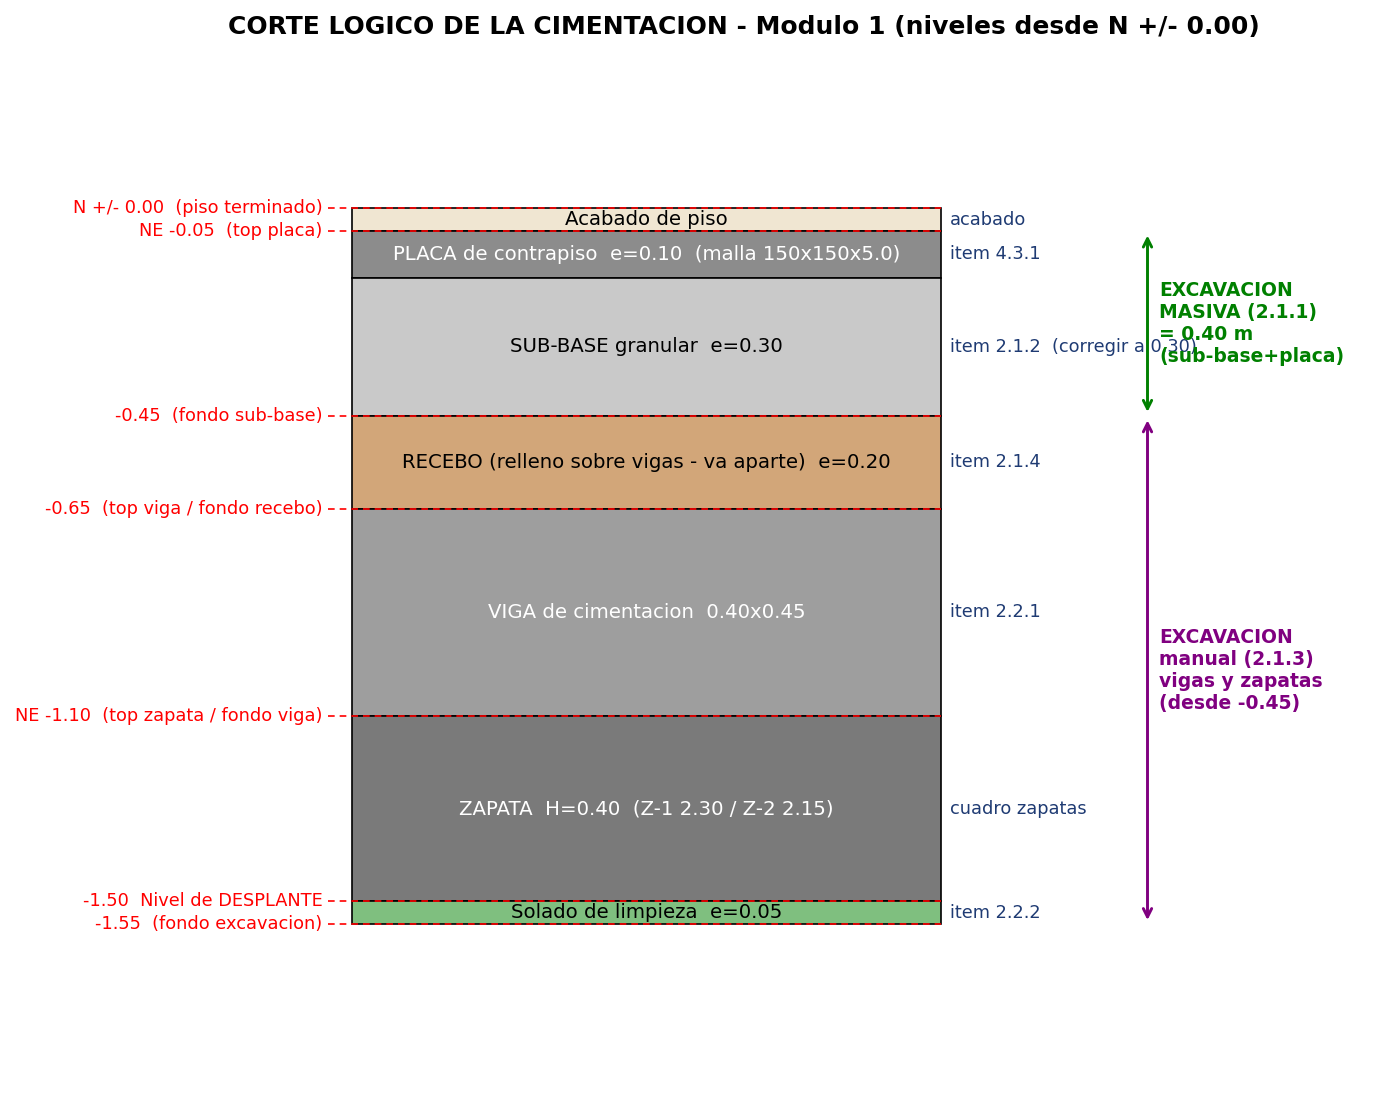 CORTE LOGICO DE LA CIMENTACION - Modulo 1 (niveles desde N +/- 0.00)
N +/- 0.00  (piso terminado)
Acabado de piso
acabado
NE -0.05  (top placa)
PLACA de contrapiso  e=0.10  (malla 150x150x5.0)
item 4.3.1
EXCAVACION
MASIVA (2.1.1)
= 0.40 m
(sub-base+placa)
SUB-BASE granular  e=0.30
item 2.1.2  (corregir a 0.30)
-0.45  (fondo sub-base)
RECEBO (relleno sobre vigas - va aparte)  e=0.20
item 2.1.4
-0.65  (top viga / fondo recebo)
VIGA de cimentacion  0.40x0.45
item 2.2.1
EXCAVACION
manual (2.1.3)
vigas y zapatas
(desde -0.45)
NE -1.10  (top zapata / fondo viga)
ZAPATA  H=0.40  (Z-1 2.30 / Z-2 2.15)
cuadro zapatas
-1.50  Nivel de DESPLANTE
Solado de limpieza  e=0.05
item 2.2.2
-1.55  (fondo excavacion)